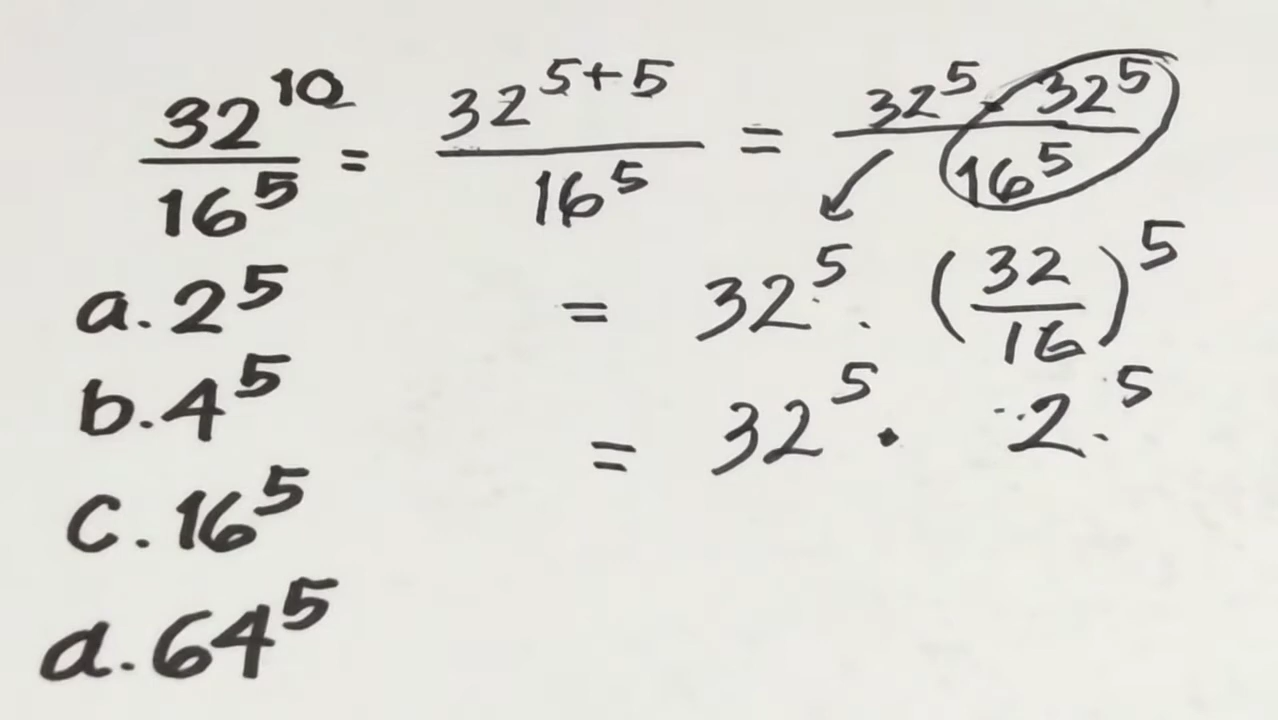 32^10 / 16^5 = 32^(5+5) / 16^5 = 32^5 · 32^5 / 16^5
a. 2^5
= 32^5 · (32/16)^5
b. 4^5
= 32^5 · 2^5
c. 16^5
d. 64^5